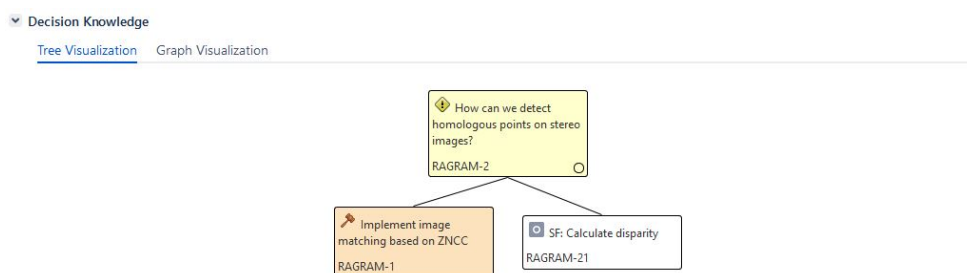 Decision Knowledge
Tree Visualization Graph Visualization
How can we detect
homologous points on stereo
images?
RAGRAM-2
Implement image
matching based on ZNCC
RAGRAM-1
SF: Calculate disparity
RAGRAM-21